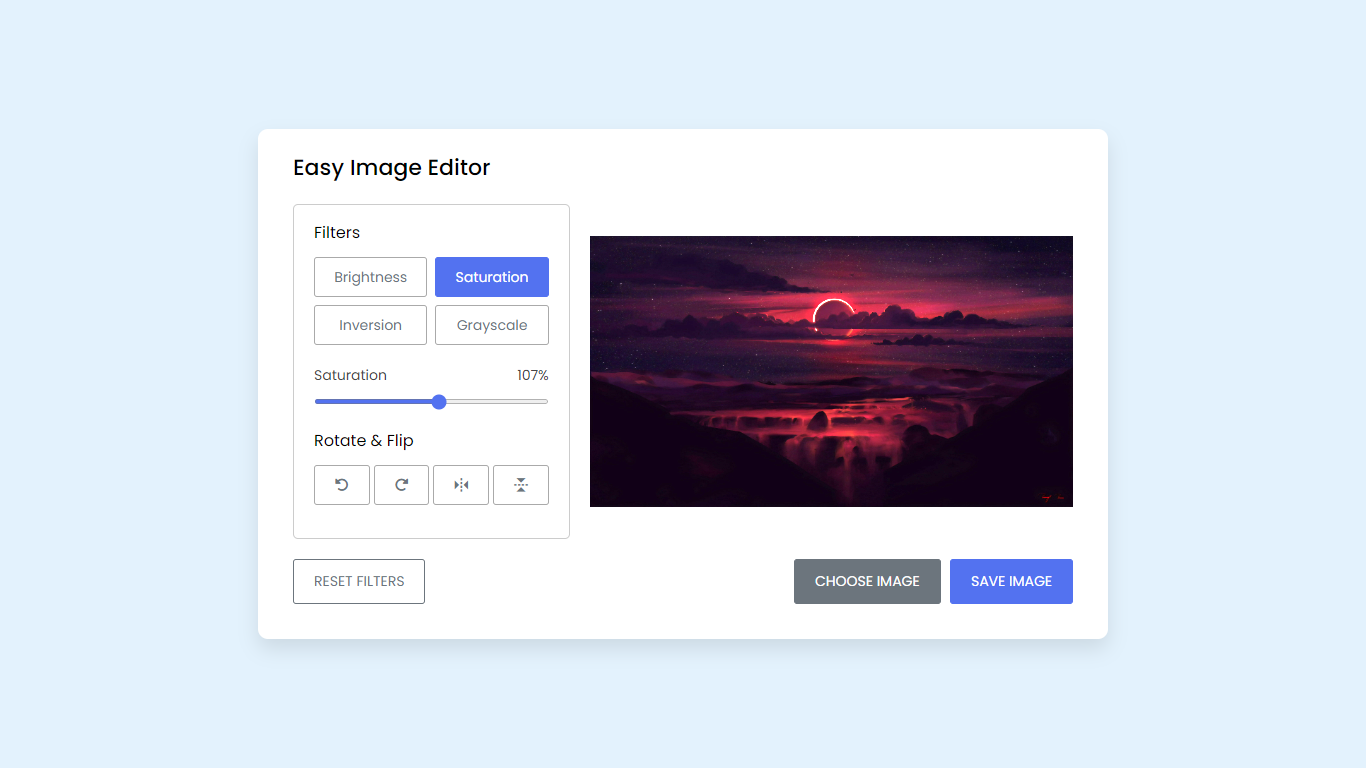 Easy Image Editor
Filters
Brightness
Saturation
Inversion
Grayscale
Saturation 107%
Rotate & Flip
RESET FILTERS
CHOOSE IMAGE
SAVE IMAGE